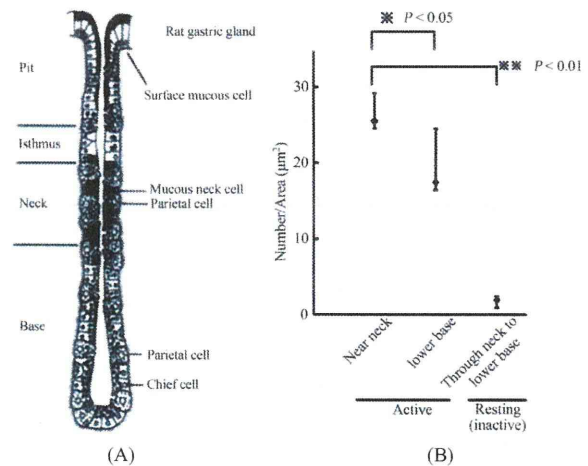 (A)
Rat gastric gland
Pit
Surface mucous cell
Isthmus
Mucous neck cell
Neck
Parietal cell
Base
Parietal cell
Chief cell
(A)
(B)
※ P < 0.05
※※ P < 0.01
Number/Area (µm²)
30
20
10
0
Near neck
lower base
Through neck to
lower base
Active
Resting
(inactive)
(B)